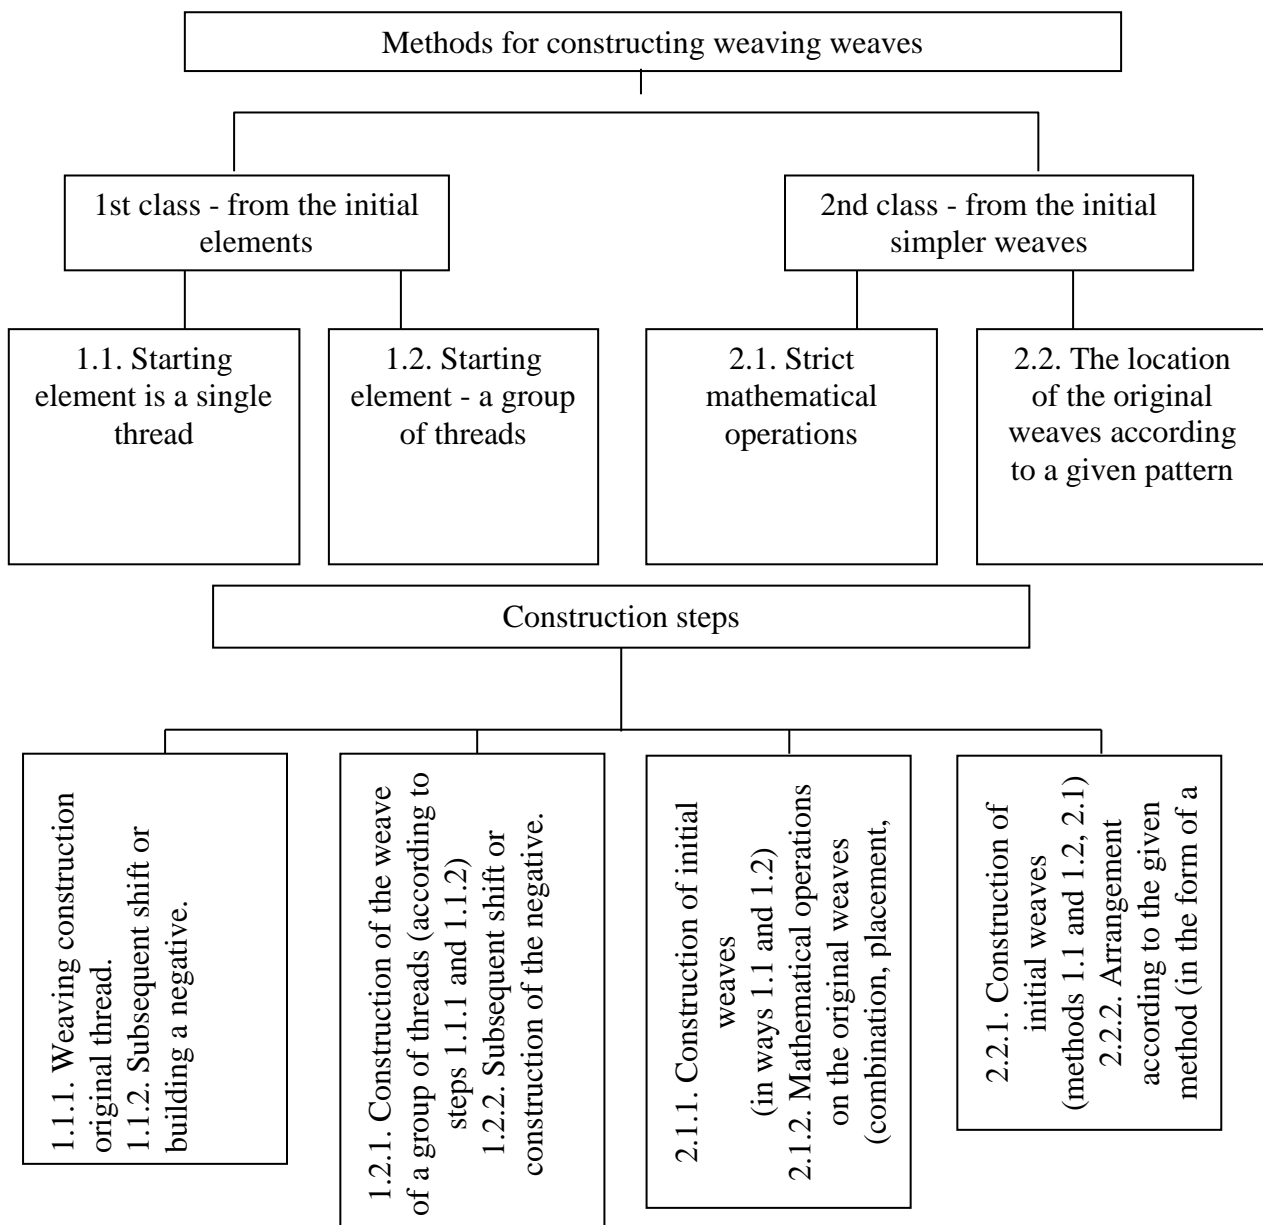 Methods for constructing weaving weaves
1st class - from the initial
elements
2nd class - from the initial
simpler weaves
1.1. Starting
element is a single
thread
1.2. Starting
element - a group
of threads
2.1. Strict
mathematical
operations
2.2. The location
of the original
weaves according
to a given pattern
Construction steps
1.1.1. Weaving construction
original thread.
1.1.2. Subsequent shift or
building a negative.
1.2.1. Construction of the weave
of a group of threads (according to
steps 1.1.1 and 1.1.2)
1.2.2. Subsequent shift or
construction of the negative.
2.1.1. Construction of initial
weaves
(in ways 1.1 and 1.2)
2.1.2. Mathematical operations
on the original weaves
(combination, placement,
2.2.1. Construction of
initial weaves
(methods 1.1 and 1.2, 2.1)
2.2.2. Arrangement
according to the given
method (in the form of a